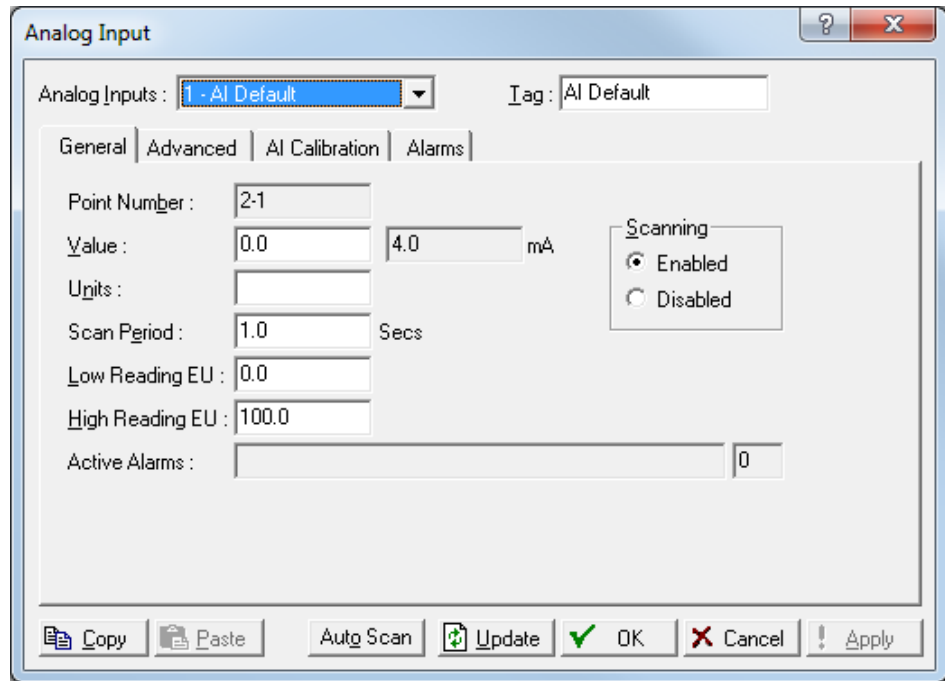 Analog Input
Analog Inputs : 1 - AI Default Tag : AI Default
General Advanced AI Calibration Alarms
Point Number : 2-1
Value : 0.0 4.0 mA
Scanning
Enabled
Disabled
Units :
Scan Period : 1.0 Secs
Low Reading EU : 0.0
High Reading EU : 100.0
Active Alarms : 0
Copy Paste Auto Scan Update OK Cancel Apply